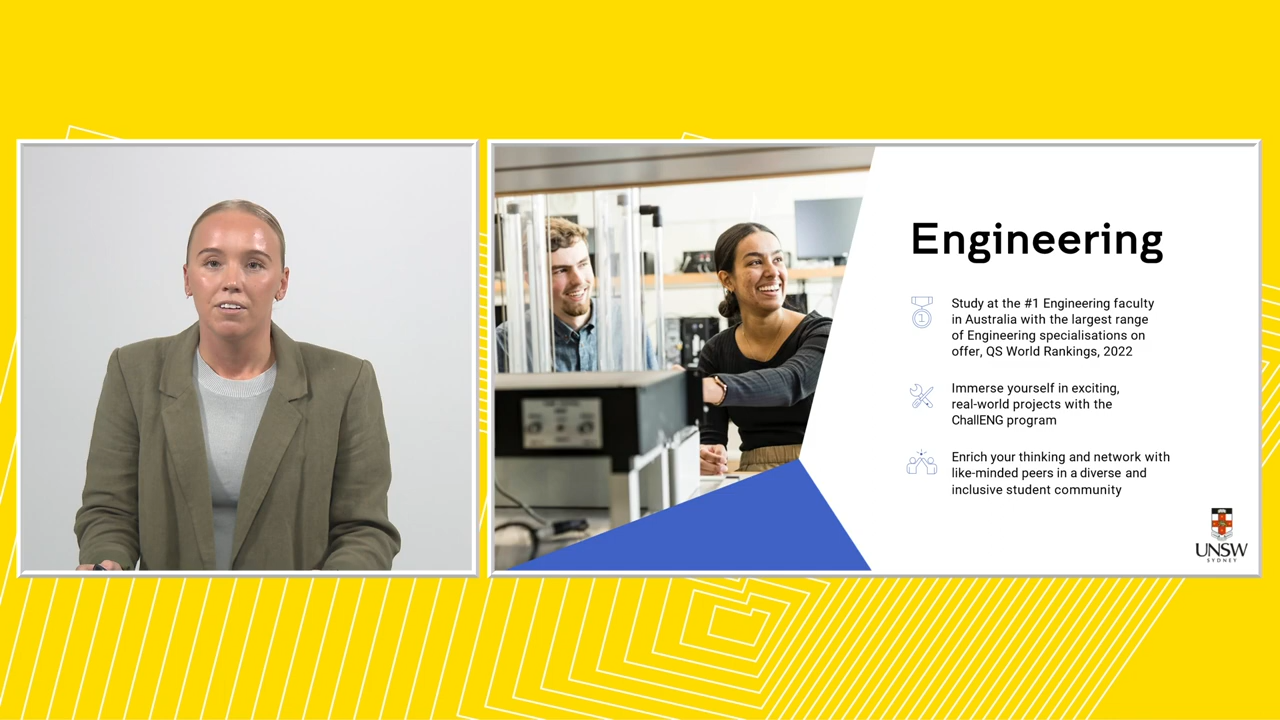 Engineering
1
Study at the #1 Engineering faculty
in Australia with the largest range
of Engineering specialisations on
offer, QS World Rankings, 2022
Immerse yourself in exciting,
real-world projects with the
ChallENG program
Enrich your thinking and network with
like-minded peers in a diverse and
inclusive student community
UNSW
SYDNEY